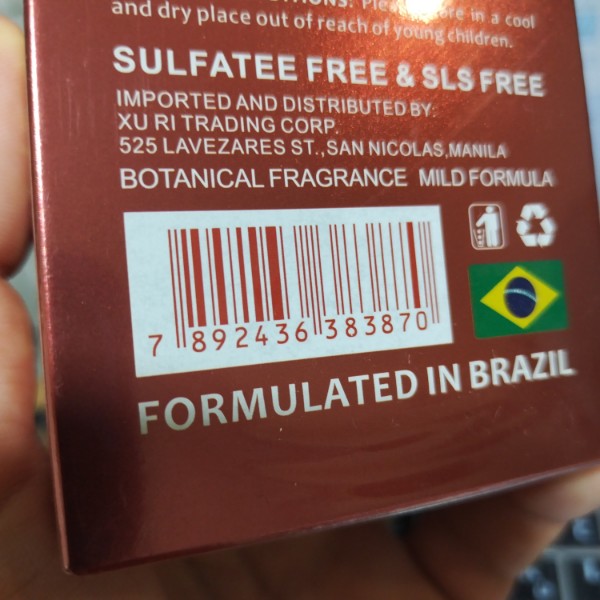 and dry place out of reach of young children.
SULFATEE FREE & SLS FREE
IMPORTED AND DISTRIBUTED BY:
XU RI TRADING CORP.
525 LAVEZARES ST.,SAN NICOLAS,MANILA
BOTANICAL FRAGRANCE MILD FORMULA
7 892436 383870
FORMULATED IN BRAZIL